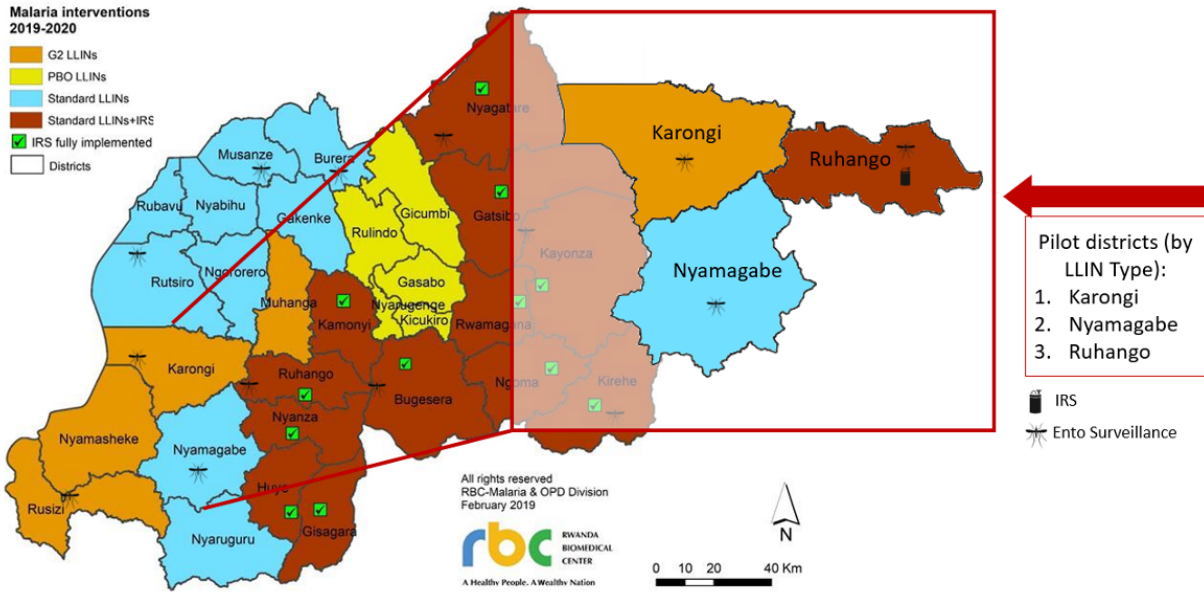 Malaria interventions
2019-2020
G2 LLINs
PBO LLINs
Standard LLINs
Standard LLINs+IRS
IRS fully implemented
Districts
Nyagatare
Musanze
Burera
Rubavu
Nyabihu
Gakenke
Gicumbi
Rulindo
Gatsibo
Kayonza
Rutsiro
Ngororero
Gasabo
Muhanga
Nyarugenge
Kicukiro
Kamonyi
Rwamagana
Karongi
Ruhango
Bugesera
Ngoma
Kirehe
Nyanza
Nyamasheke
Nyamagabe
Huye
Rusizi
Gisagara
Nyaruguru
Karongi
Ruhango
Nyamagabe
Pilot districts (by
LLIN Type):
1. Karongi
2. Nyamagabe
3. Ruhango
IRS
Ento Surveillance
All rights reserved
RBC-Malaria & OPD Division
February 2019
rbc
RWANDA
BIOMEDICAL
CENTER
A Healthy People, A Wealthy Nation
N
0 10 20 40 Km